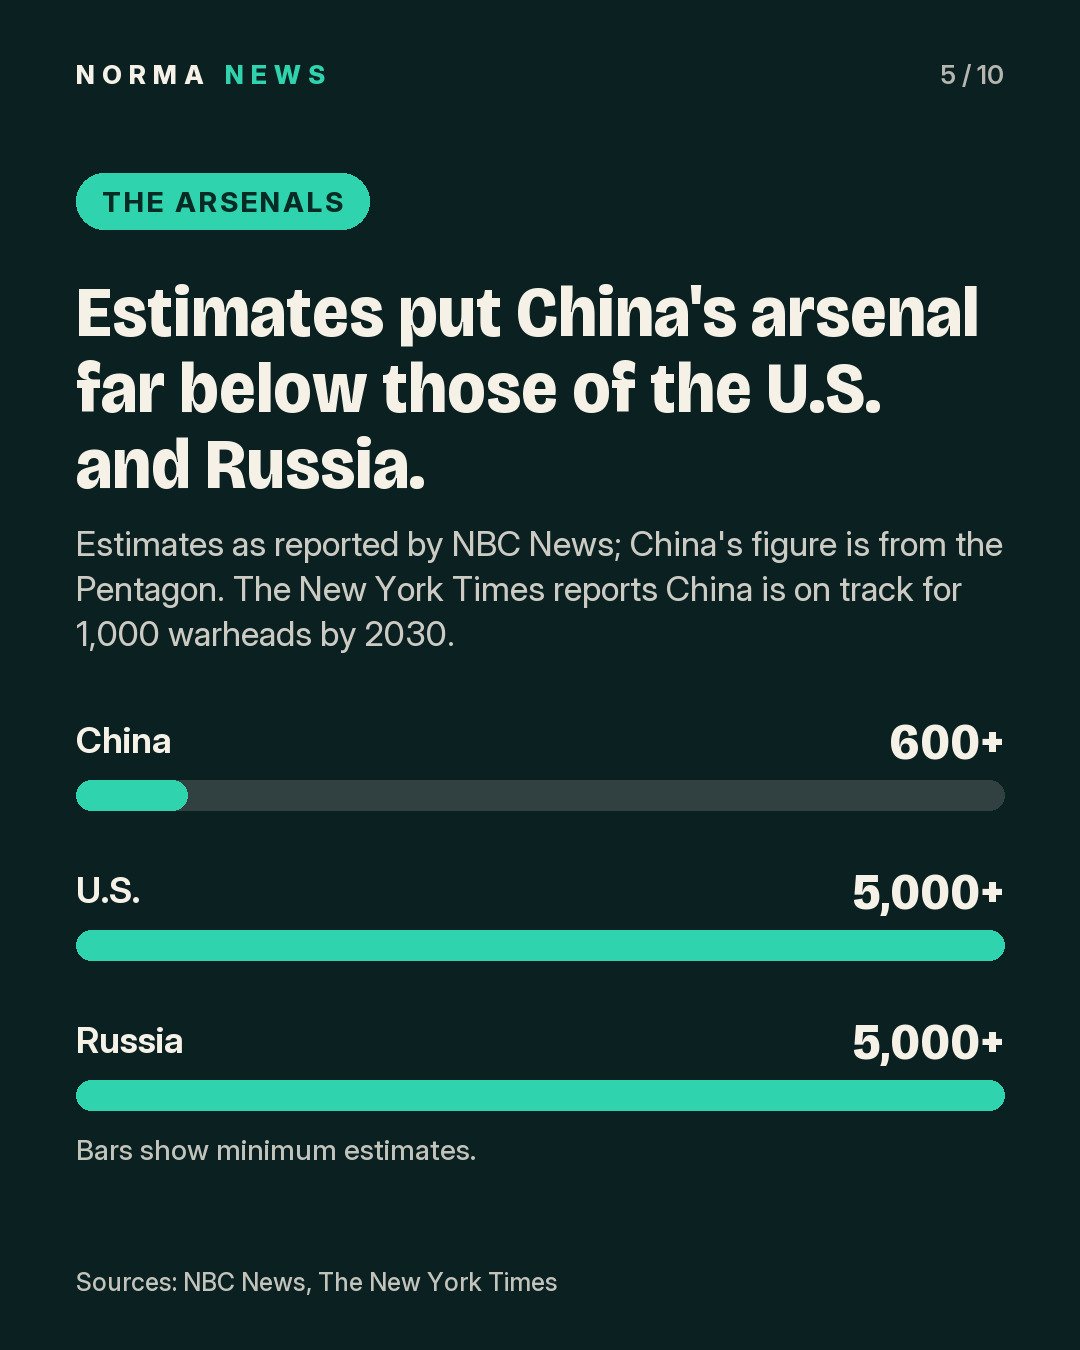 NORMA NEWS
5 / 10
THE ARSENALS
Estimates put China's arsenal
far below those of the U.S.
and Russia.
Estimates as reported by NBC News; China's figure is from the
Pentagon. The New York Times reports China is on track for
1,000 warheads by 2030.
China 600+
U.S. 5,000+
Russia 5,000+
Bars show minimum estimates.
Sources: NBC News, The New York Times